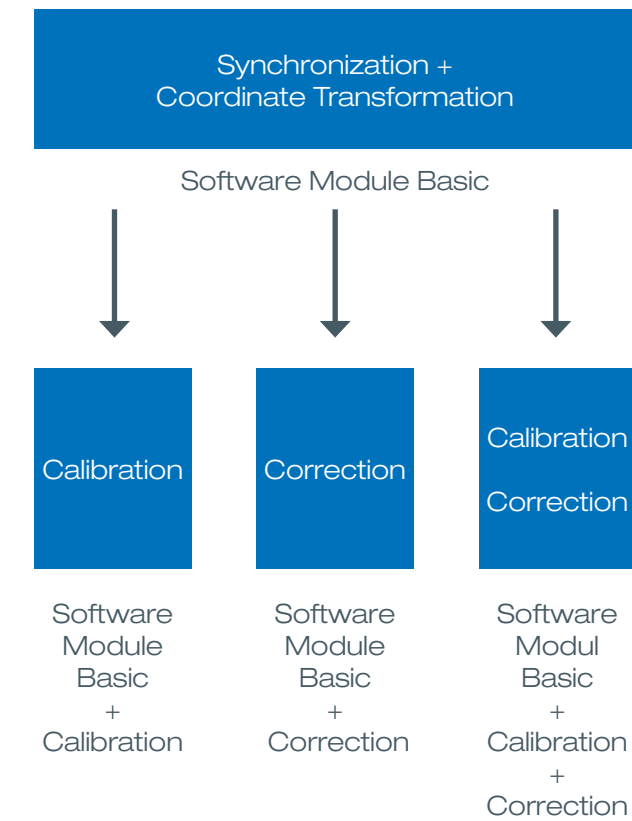 Synchronization +
Coordinate Transformation
Software Module Basic
Calibration
Correction
Calibration
Correction
Software
Module
Basic
+
Calibration
Software
Module
Basic
+
Correction
Software
Modul
Basic
+
Calibration
+
Correction